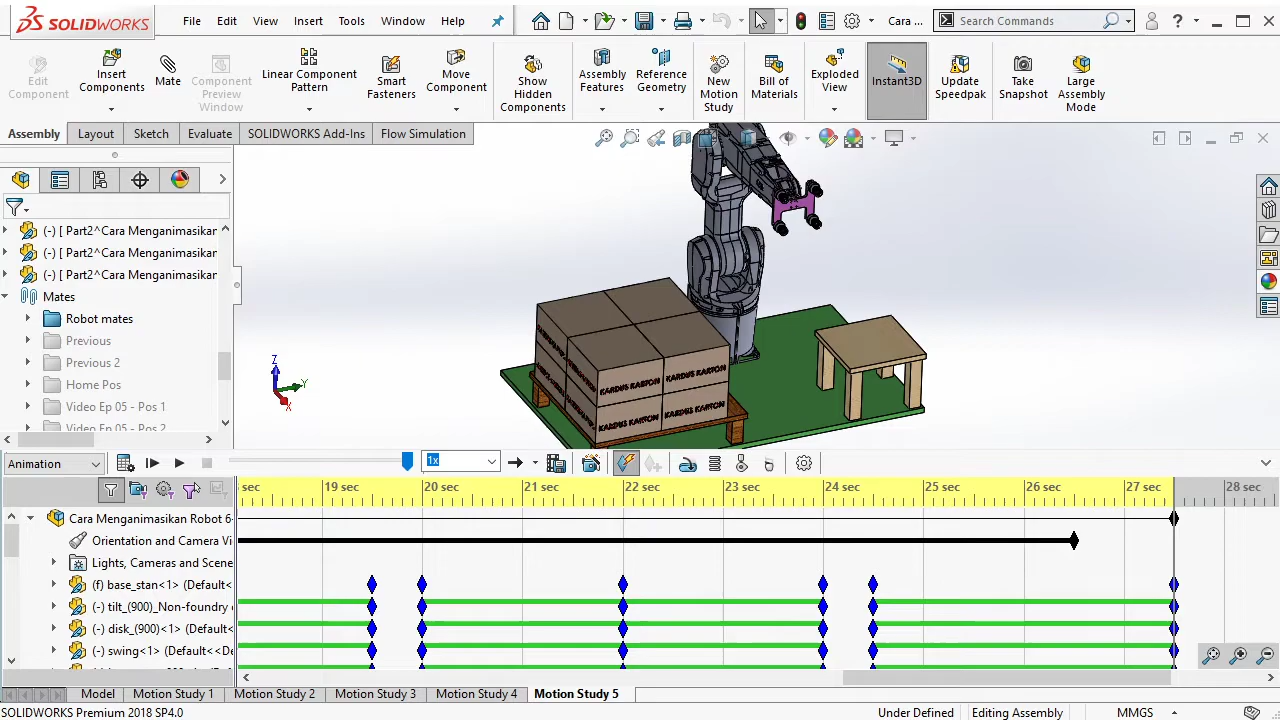 SOLIDWORKS
File Edit View Insert Tools Window Help
Cara ...
Search Commands
Edit Component
Insert Components
Mate
Component Preview Window
Linear Component Pattern
Smart Fasteners
Move Component
Show Hidden Components
Assembly Features
Reference Geometry
New Motion Study
Bill of Materials
Exploded View
Instant3D
Update Speedpak
Take Snapshot
Large Assembly Mode
Assembly Layout Sketch Evaluate SOLIDWORKS Add-Ins Flow Simulation
(-) [ Part2^Cara Menganimasikan
(-) [ Part2^Cara Menganimasikan
(-) [ Part2^Cara Menganimasikan
Mates
Robot mates
Previous
Previous 2
Home Pos
Video Ep 05 - Pos 1
Video Ep 05 - Pos 2
Z
Y
X
KARDUS KARTON
KARDUS KARTON
KARDUS KARTON
KARDUS KARTON
Animation
1x
sec 19 sec 20 sec 21 sec 22 sec 23 sec 24 sec 25 sec 26 sec 27 sec 28 sec
Cara Menganimasikan Robot 6-
Orientation and Camera Vi
Lights, Cameras and Scene
(f) base_stan<1> (Default<
(-) tilt_(900)_Non-foundry
(-) disk_(900)<1> (Default<
(-) swing<1> (Default<<De
Model Motion Study 1 Motion Study 2 Motion Study 3 Motion Study 4 Motion Study 5
SOLIDWORKS Premium 2018 SP4.0
Under Defined Editing Assembly MMGS